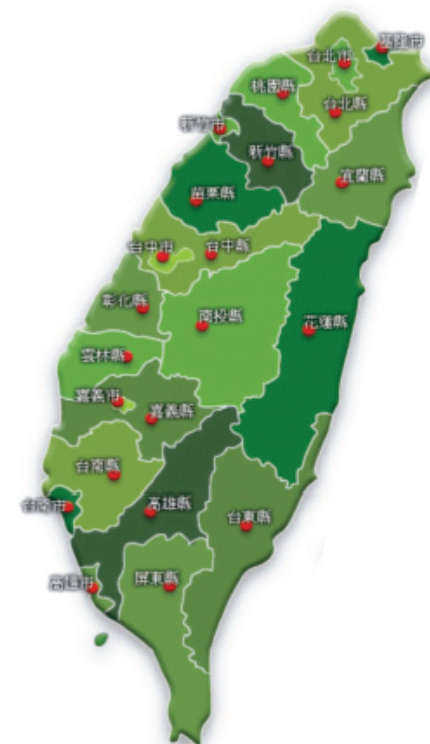 基隆市
台北市
桃園縣
台北縣
新竹市
新竹縣
宜蘭縣
苗栗縣
台中市
台中縣
彰化縣
南投縣
花蓮縣
雲林縣
嘉義市
嘉義縣
台南縣
台南市
高雄縣
台東縣
高雄市
屏東縣